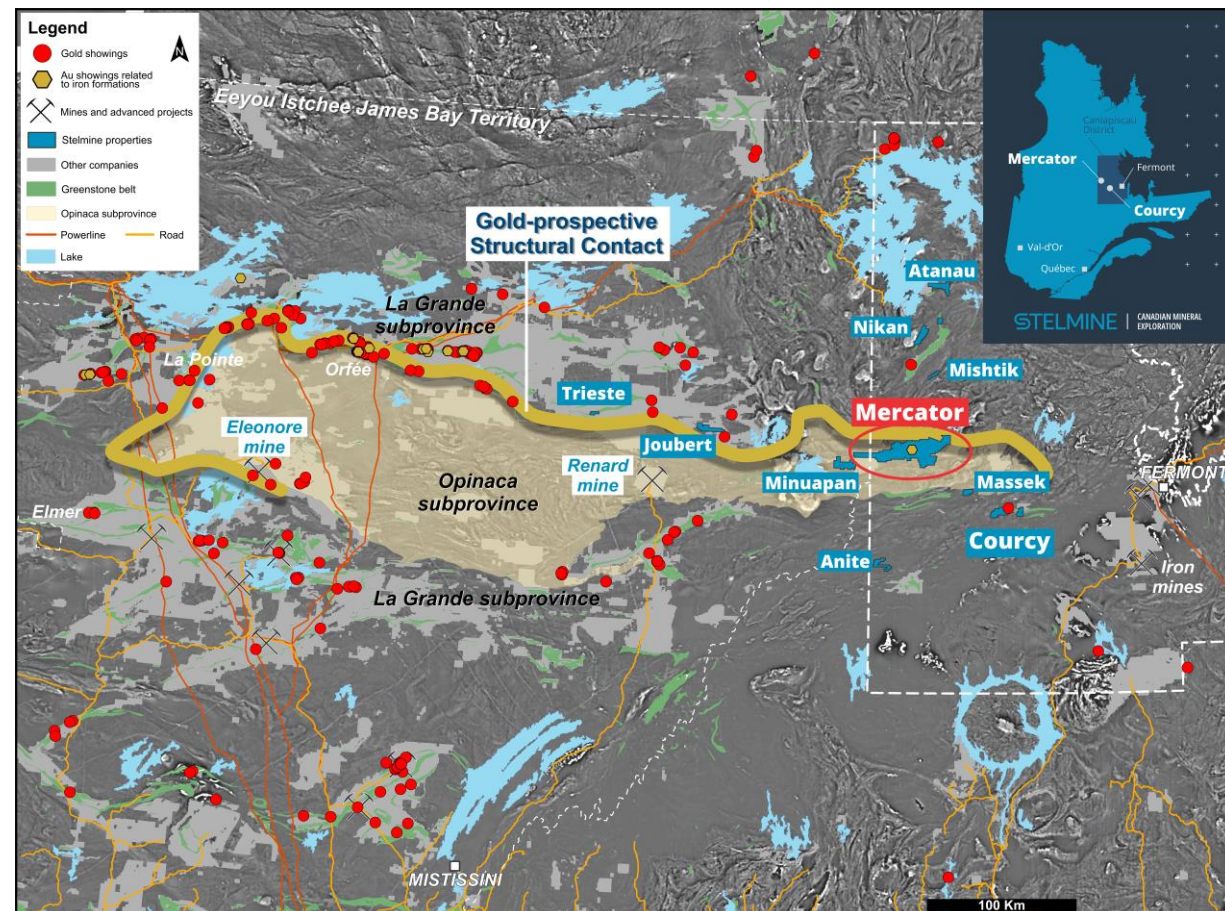 Legend
Gold showings
N
Au showings related
to iron formations
Mines and advanced projects
Stelmine properties
Other companies
Greenstone belt
Opinaca subprovince
Powerline
Road
Lake
Eeyou Istchee James Bay Territory
Gold-prospective
Structural Contact
Caniapiscau
District
Mercator
Fermont
Courcy
Val-d'Or
Québec
STELMINE
CANADIAN MINERAL
EXPLORATION
Atanau
La Grande
subprovince
Nikan
La Pointe
Orfée
Mishtik
Trieste
Mercator
Eleonore
mine
Joubert
Renard
mine
Opinaca
subprovince
Minuapan
Massek
FERMONT
Elmer
Courcy
Anite
Iron
mines
La Grande subprovince
MISTISSINI
100 Km